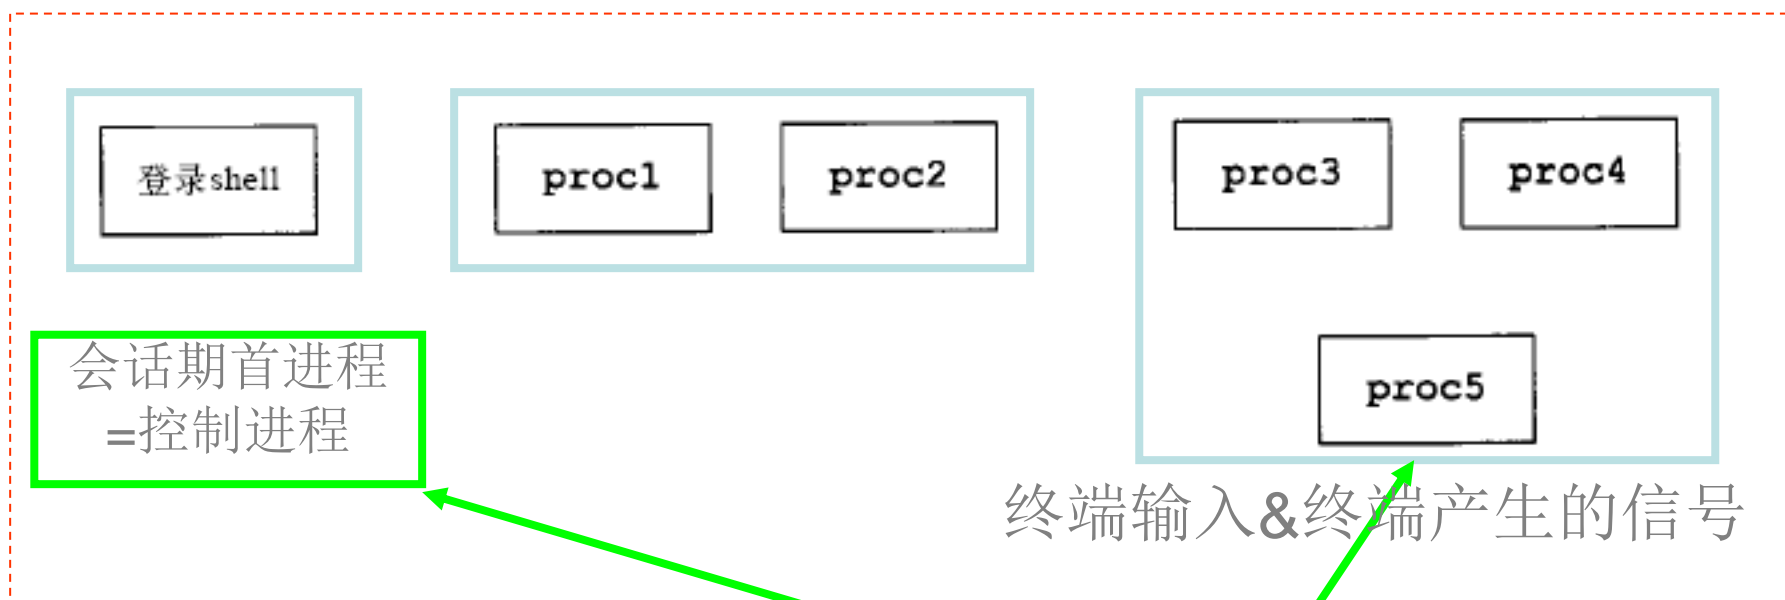 登录shell
proc1
proc2
proc3
proc4
proc5
会话期首进程
=控制进程
终端输入&终端产生的信号